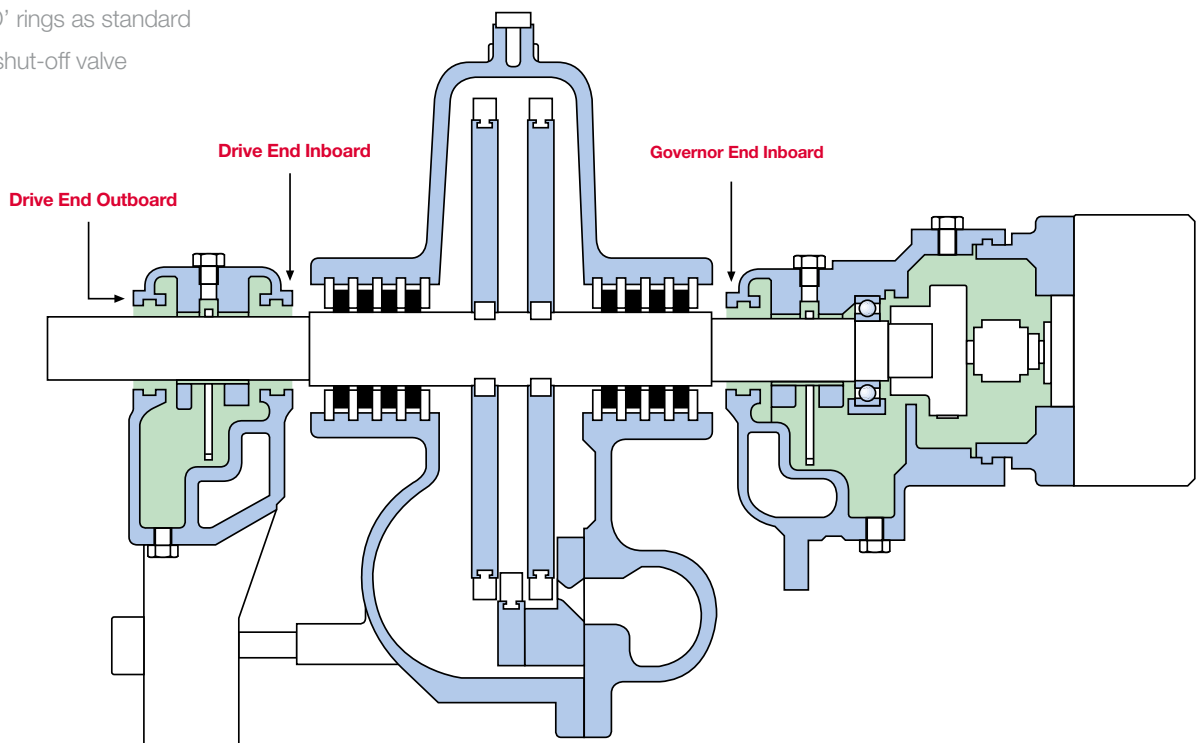 O’ rings as standard
shut-off valve
Drive End Inboard
Governor End Inboard
Drive End Outboard